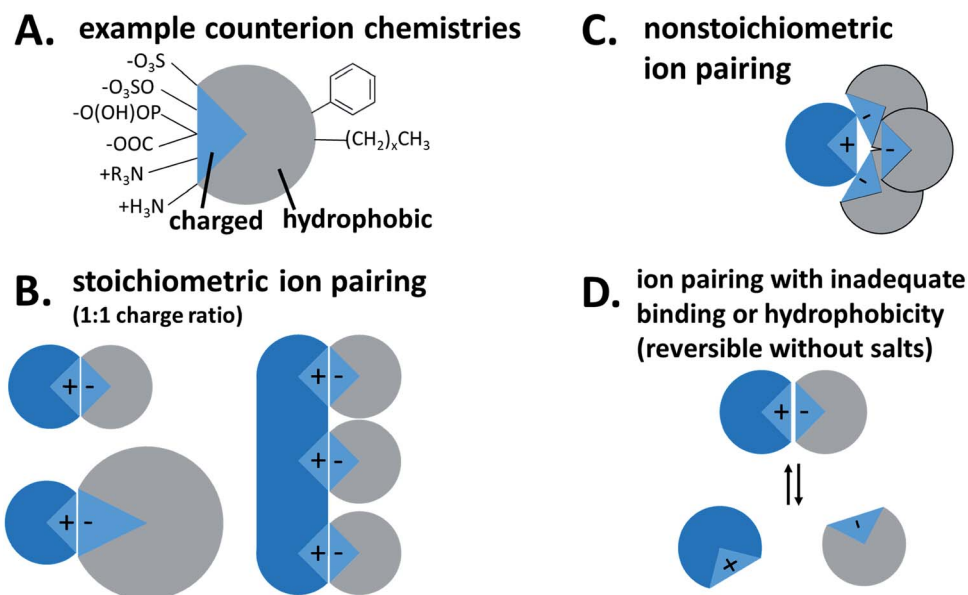 A. example counterion chemistries
-O₃S
-O₃SO
-O(OH)OP
-OOC
+R₃N
+H₃N
(CH₂)ₓCH₃
charged
hydrophobic
B. stoichiometric ion pairing
(1:1 charge ratio)
+ -
+ -
+ -
+ -
+ -
C. nonstoichiometric
ion pairing
-
+ -
-
D. ion pairing with inadequate
binding or hydrophobicity
(reversible without salts)
+ -
+ -